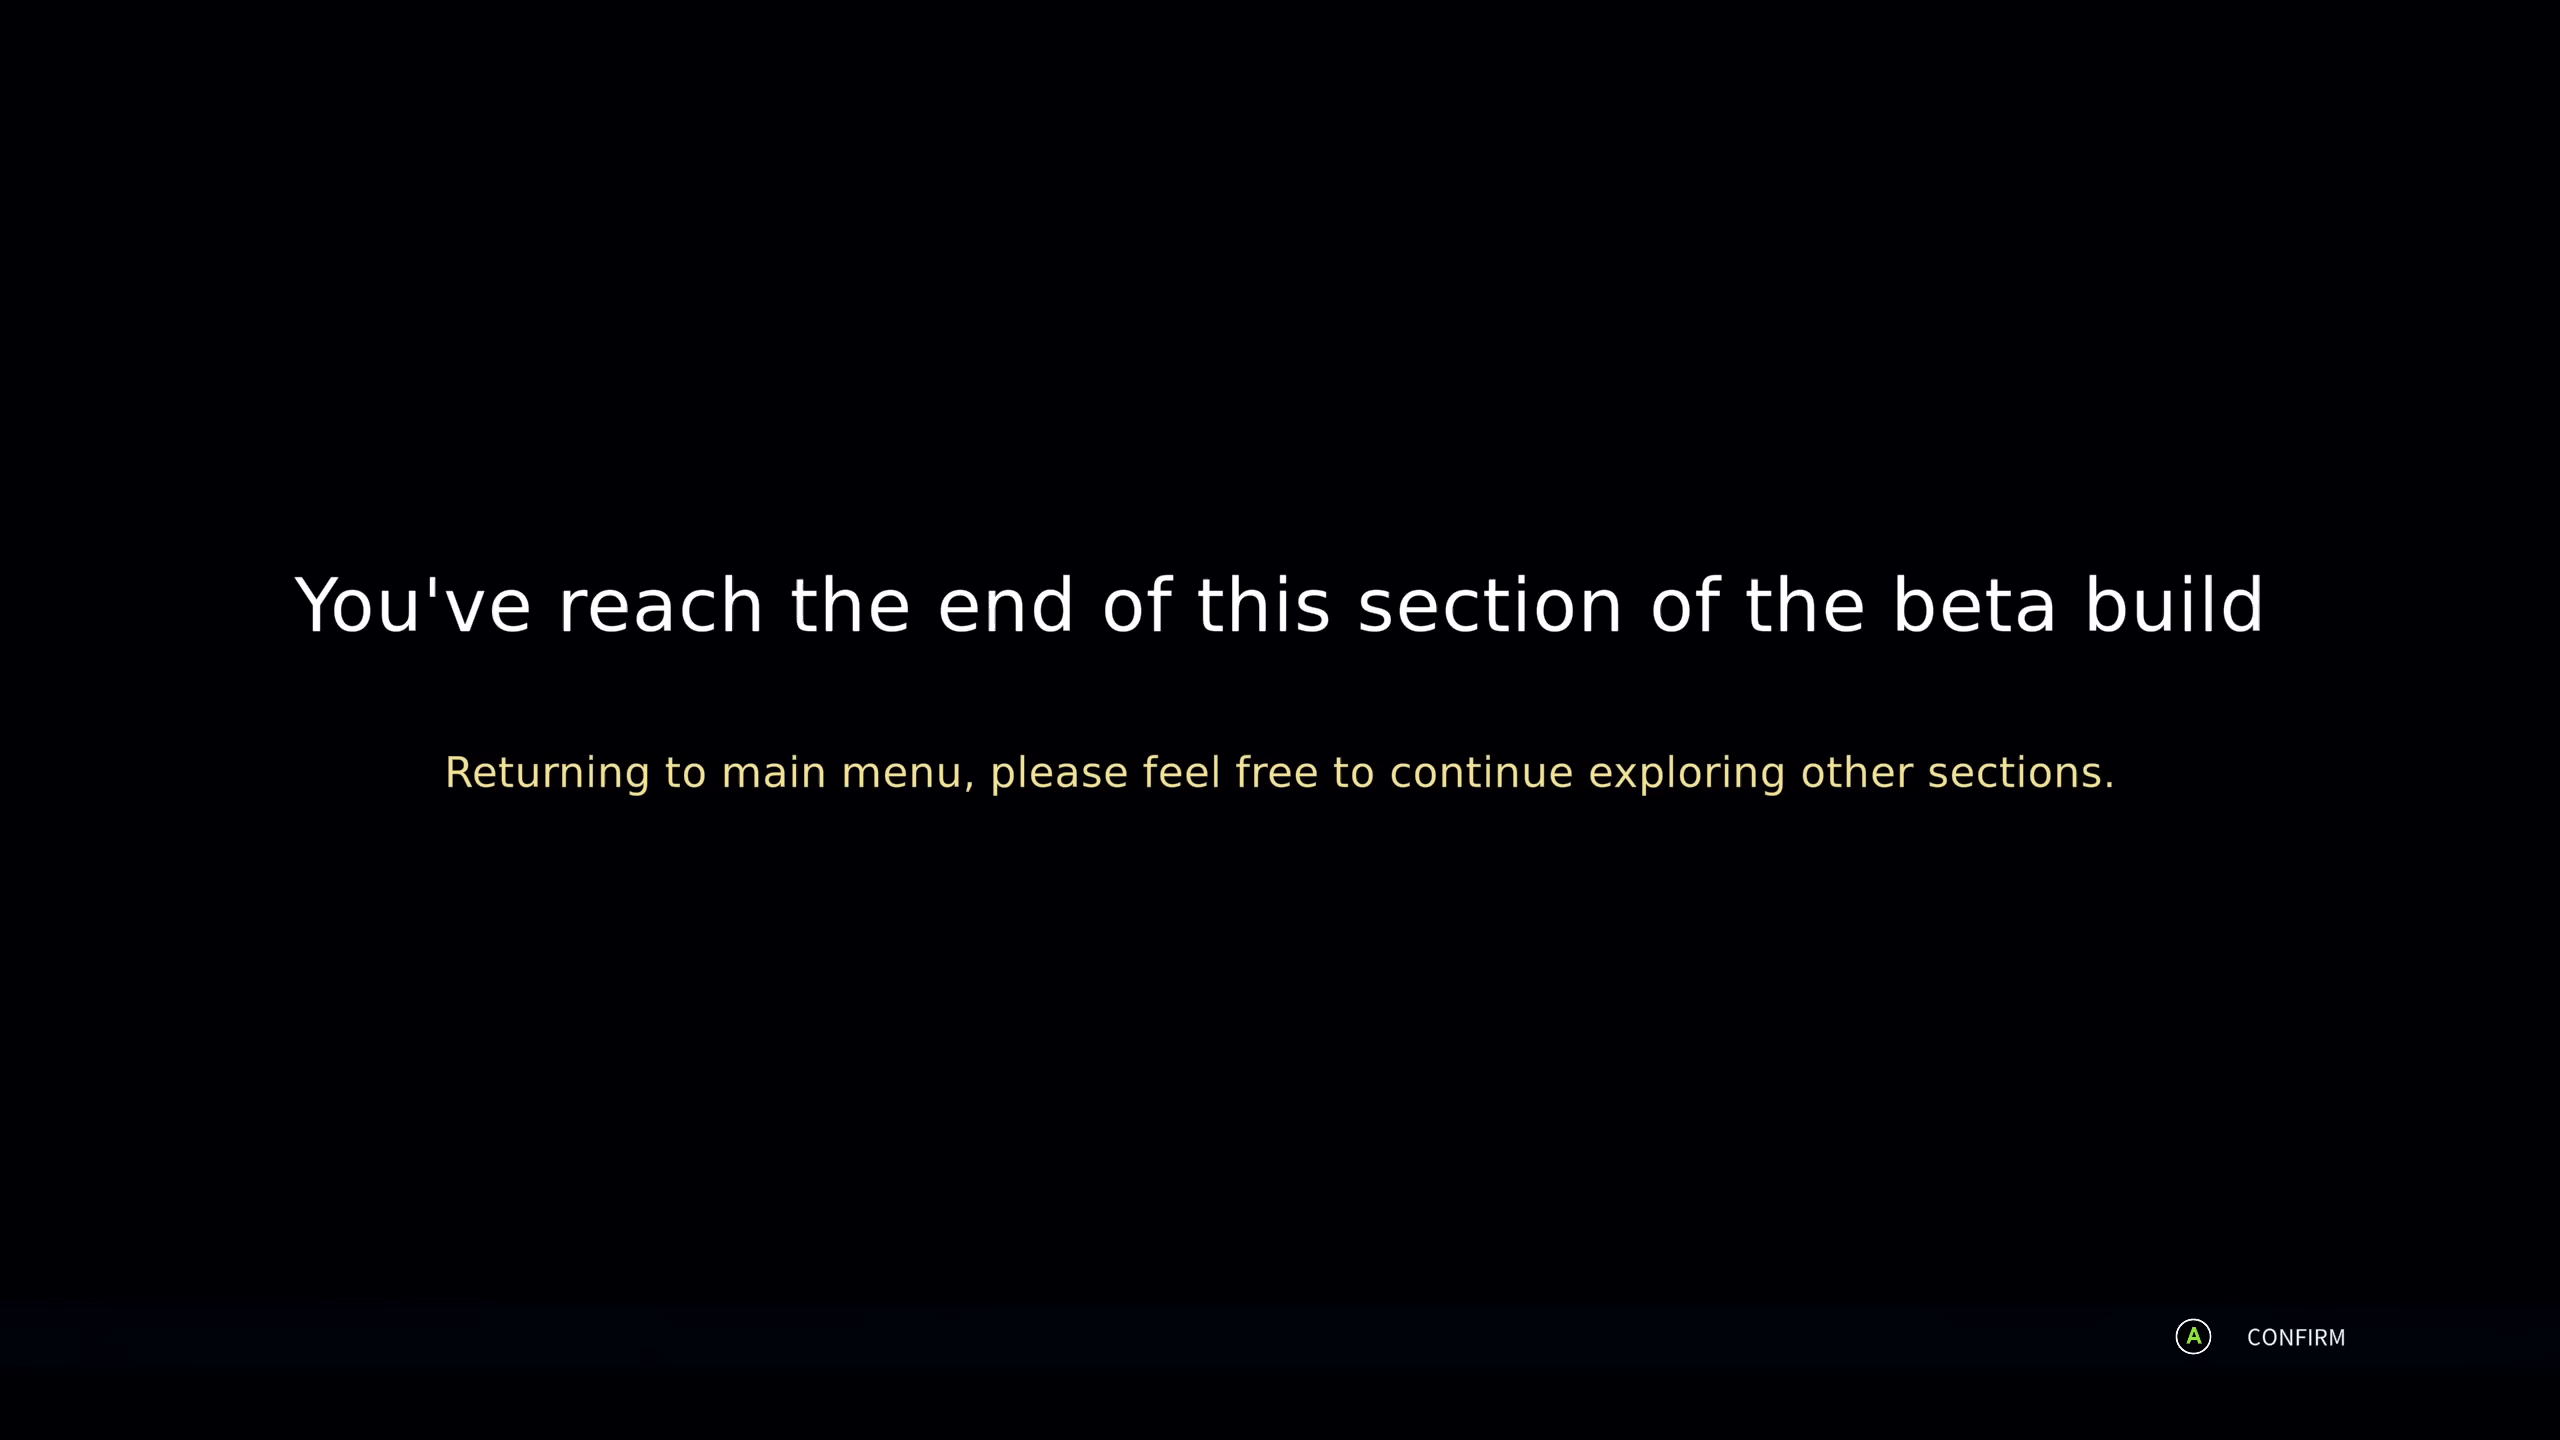 You've reach the end of this section of the beta build
Returning to main menu, please feel free to continue exploring other sections.
A CONFIRM